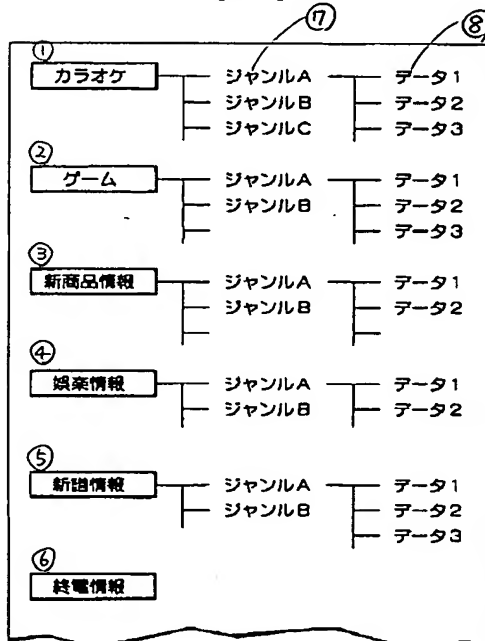 ⑦ ⑧
①
カラオケ ジャンルA データ1
ジャンルB データ2
ジャンルC データ3
②
ゲーム ジャンルA データ1
ジャンルB データ2
データ3
③
新商品情報 ジャンルA データ1
ジャンルB データ2
④
娯楽情報 ジャンルA データ1
ジャンルB データ2
⑤
新譜情報 ジャンルA データ1
ジャンルB データ2
データ3
⑥
終電情報